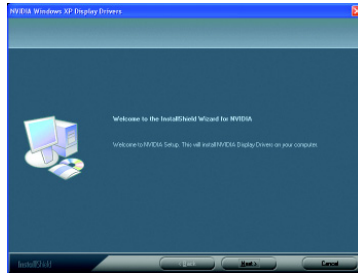 NVIDIA Windows XP Display Drivers
Welcome to the InstallShield Wizard for NVIDIA
Welcome to NVIDIA Setup. This will install NVIDIA Display Drivers on your computer.
InstallShield
< Back Next > Cancel